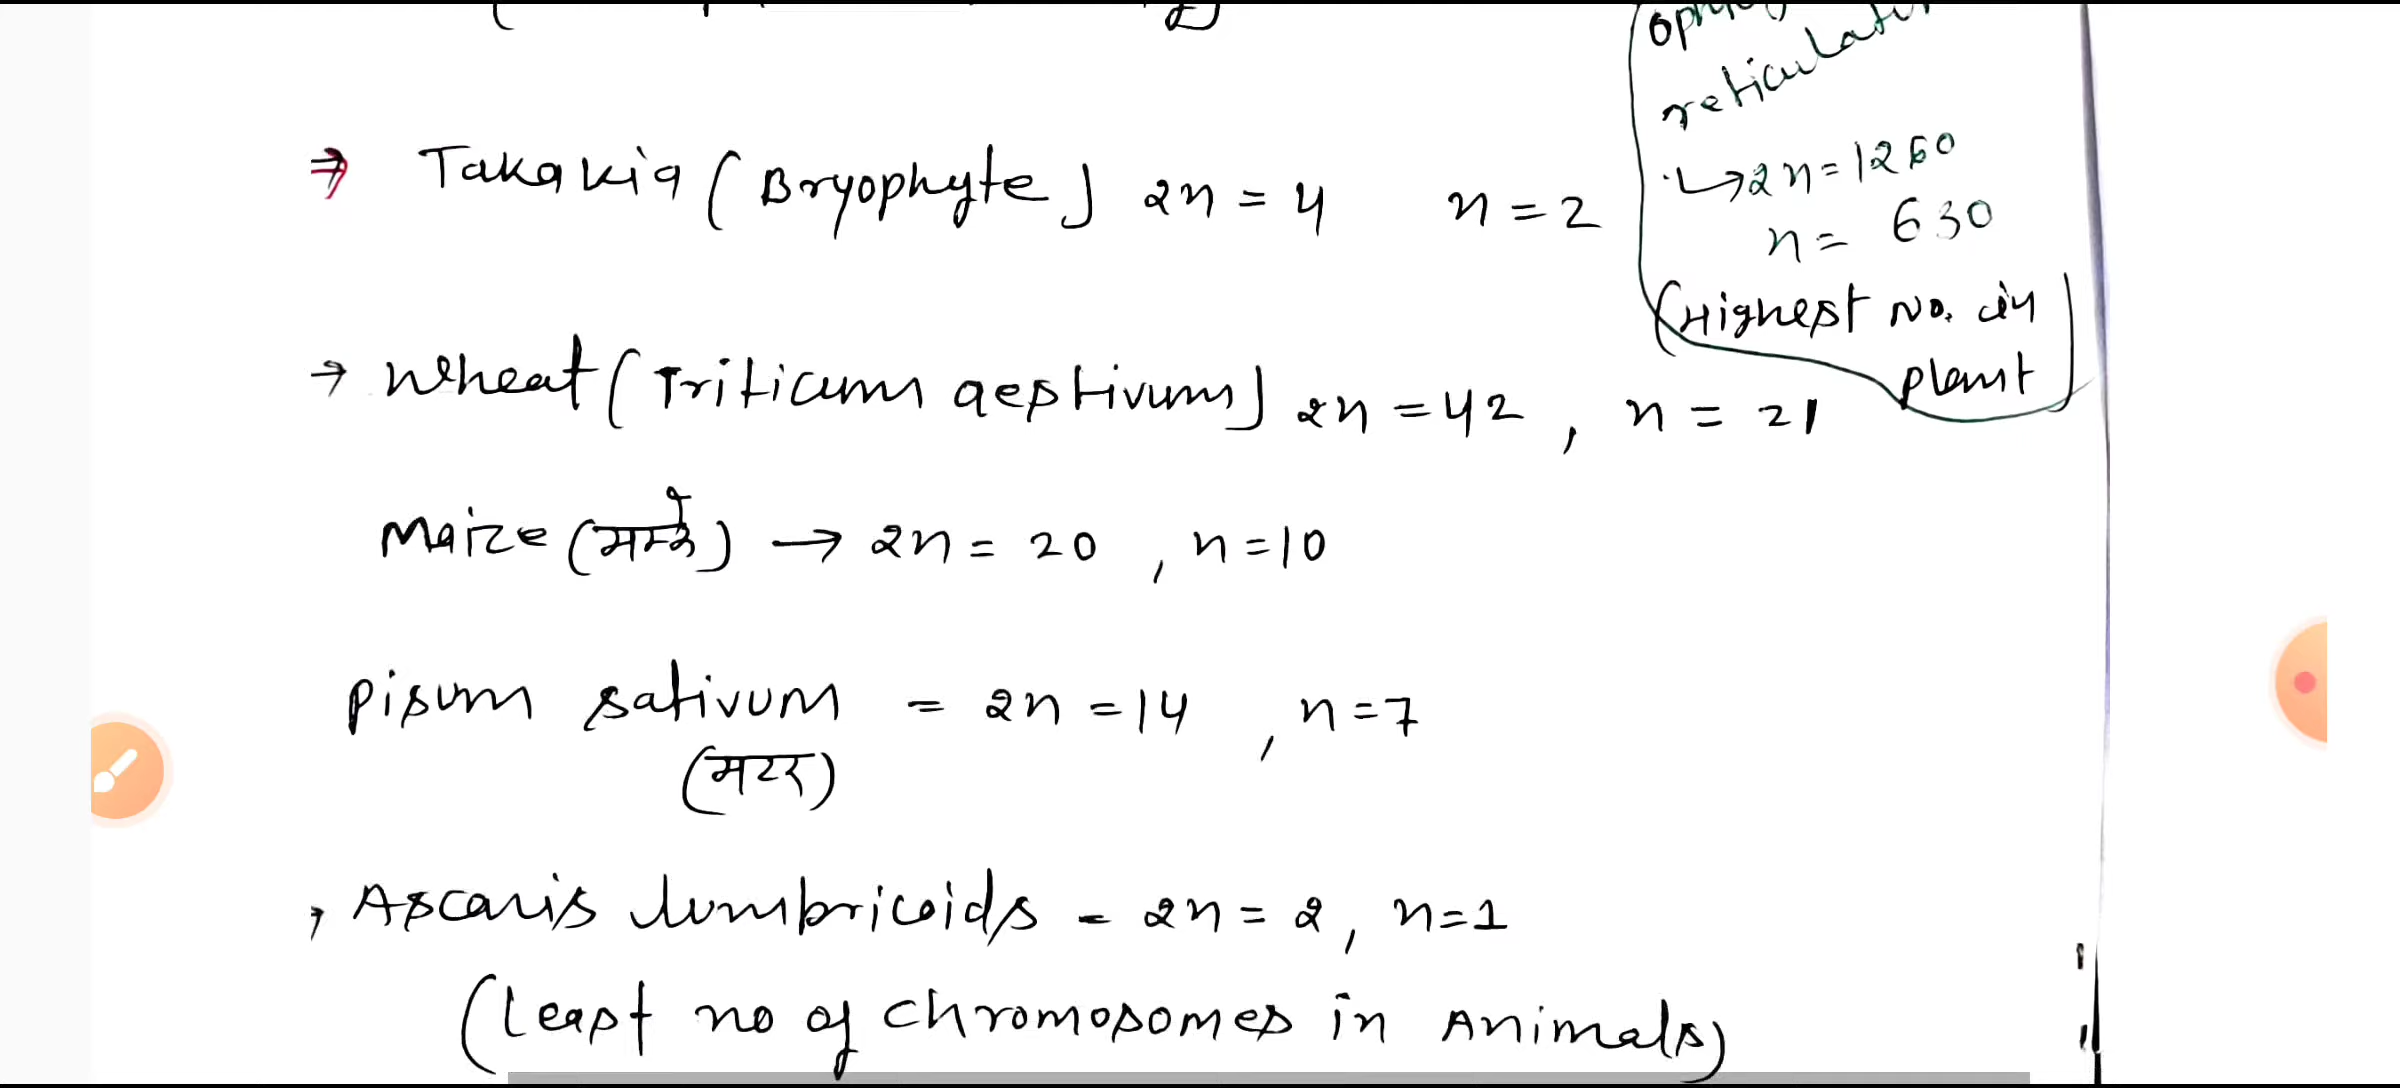 reticulatum
→ 2n = 1260
n = 630
(Highest No. in
plant)
⇒ Takakia (Bryophyte) 2n = 4 n = 2
→ Wheat (Triticum aestivum) 2n = 42, n = 21
Maize (मक्के) → 2n = 20, n = 10
Pisum sativum = 2n = 14, n = 7
(मटर)
→ Ascaris lumbricoids - 2n = 2, n = 1
(Least no of chromosomes in Animals)